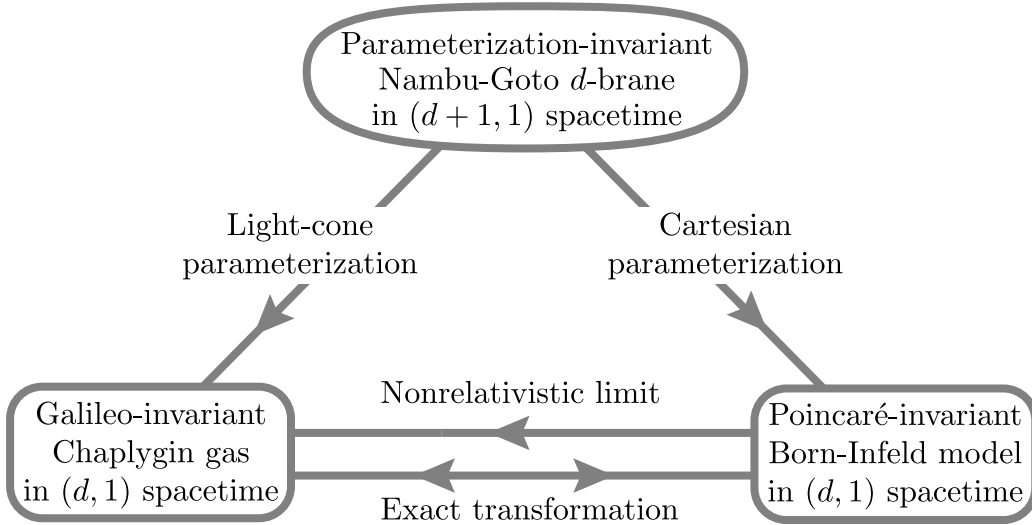 Parameterization-invariant
Nambu-Goto d-brane
in (d + 1, 1) spacetime
Light-cone
parameterization
Cartesian
parameterization
Nonrelativistic limit
Galileo-invariant
Chaplygin gas
in (d, 1) spacetime
Poincaré-invariant
Born-Infeld model
in (d, 1) spacetime
Exact transformation